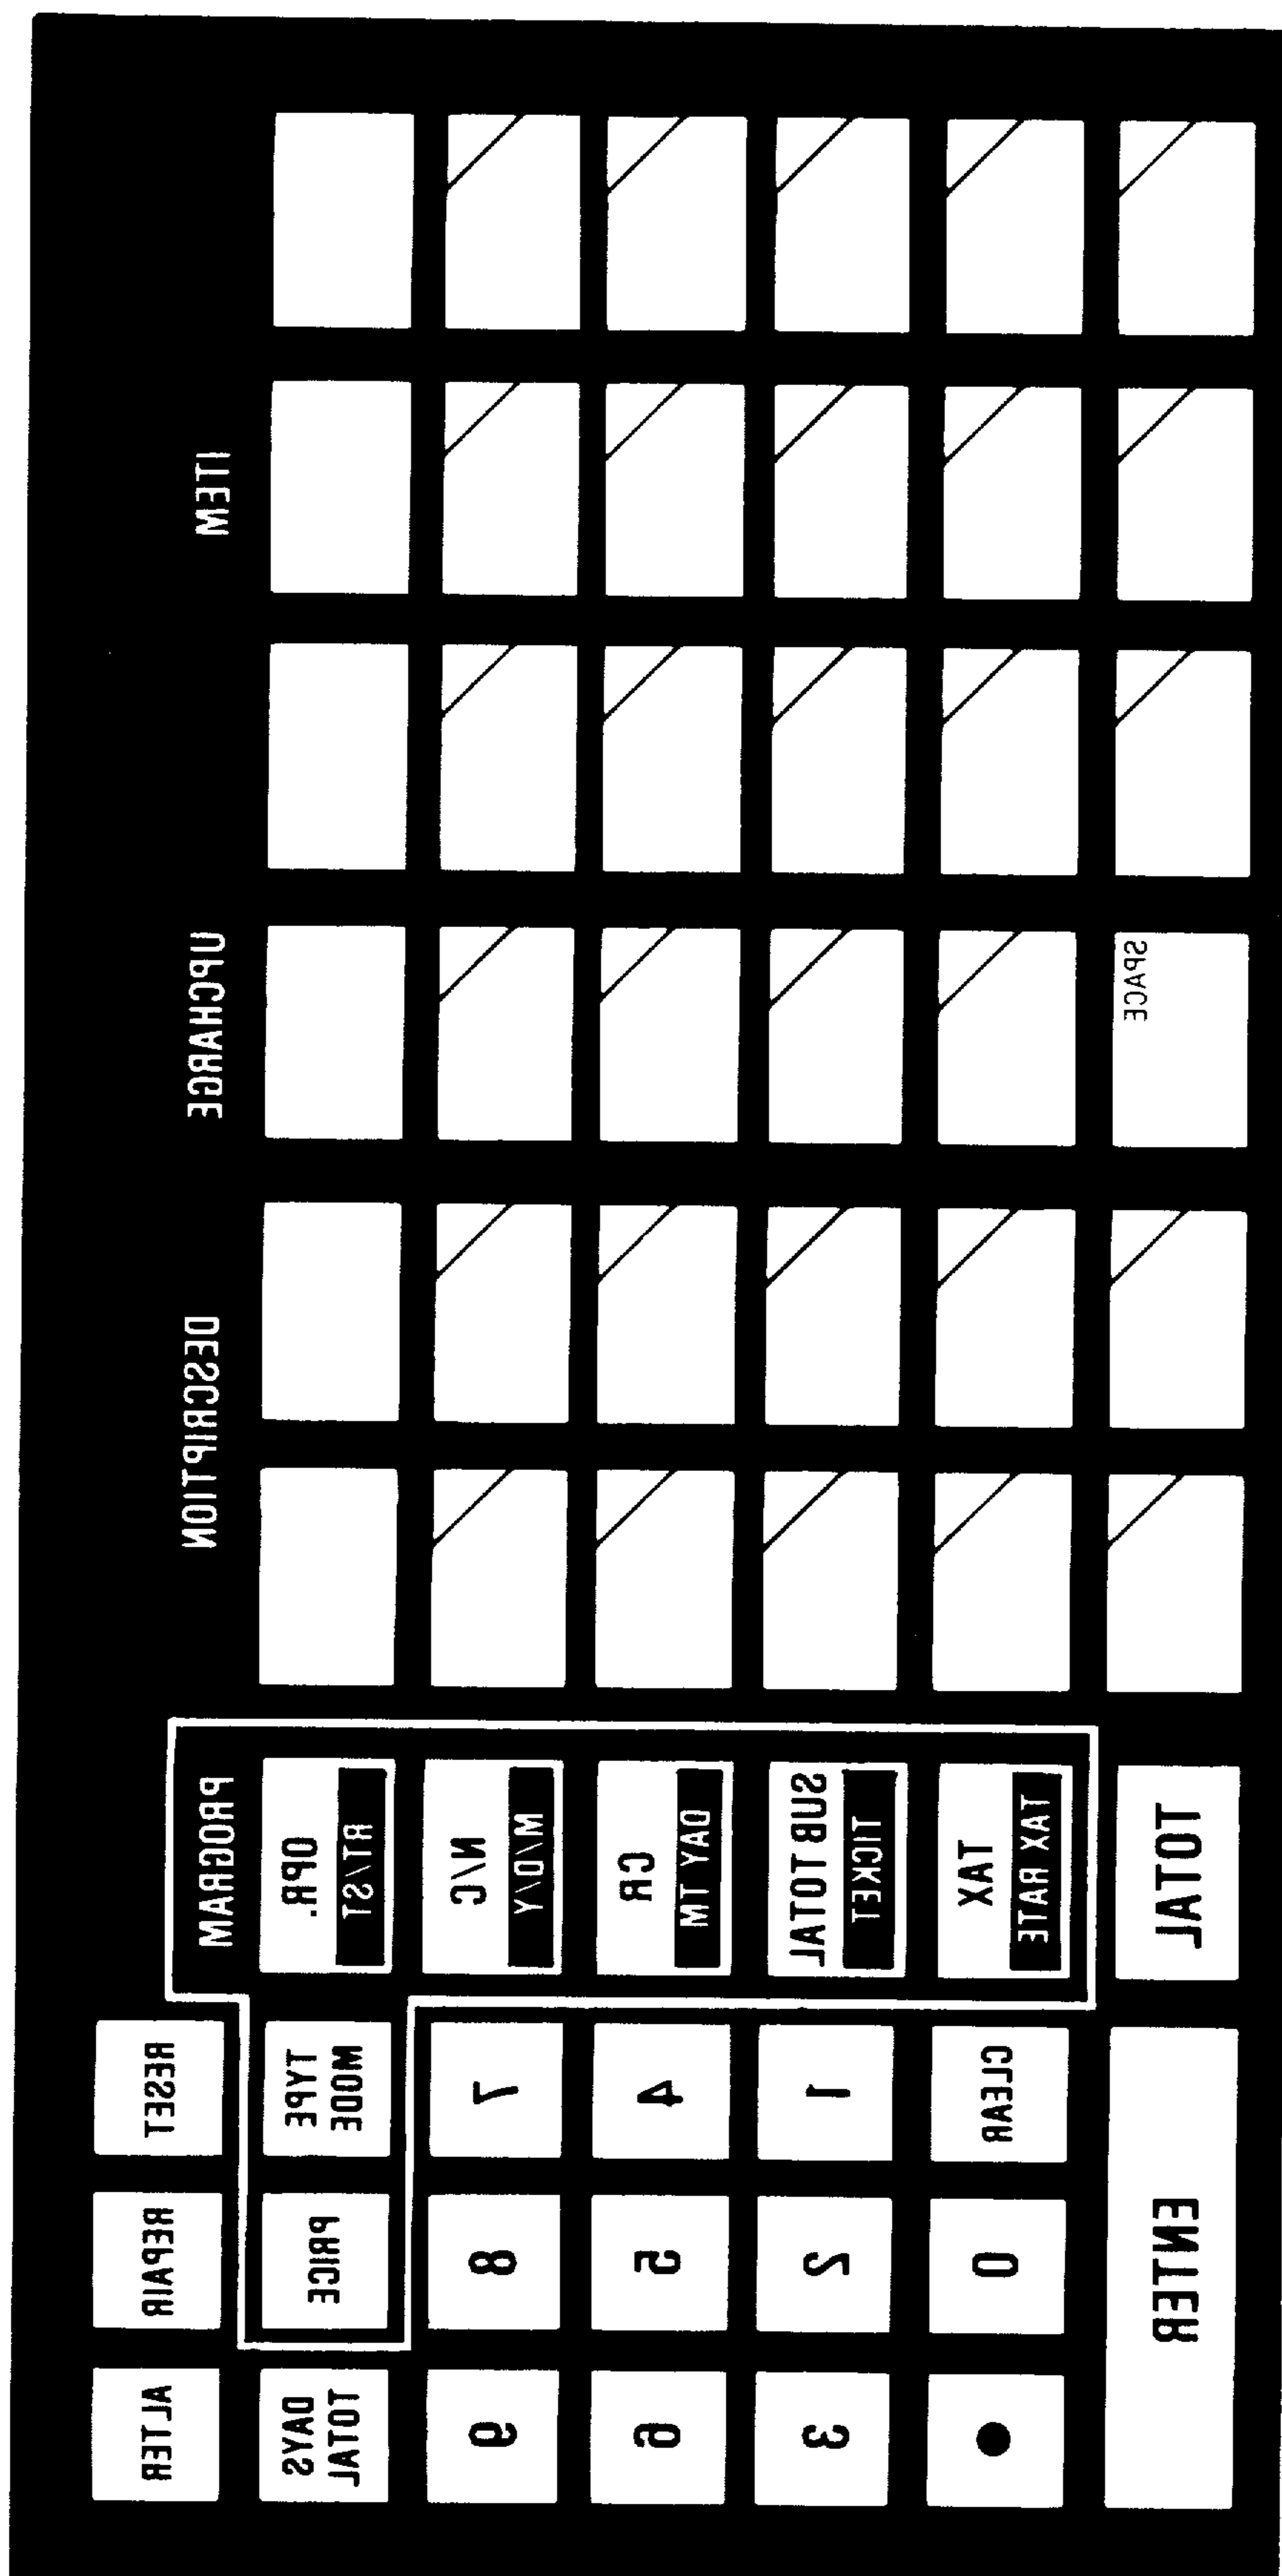 ITEM
UPCHARGE
DESCRIPTION
PROGRAM
RESET
REPAIR
ALTER
OPR.
RT/ST
TYPE
MODE
PRICE
DAYS
TOTAL
N/C
M/D/Y
7
8
9
CR
DAY TM
4
5
6
SUB TOTAL
TICKET
1
2
3
TAX
TAX RATE
CLEAR
0
•
SPACE
TOTAL
ENTER